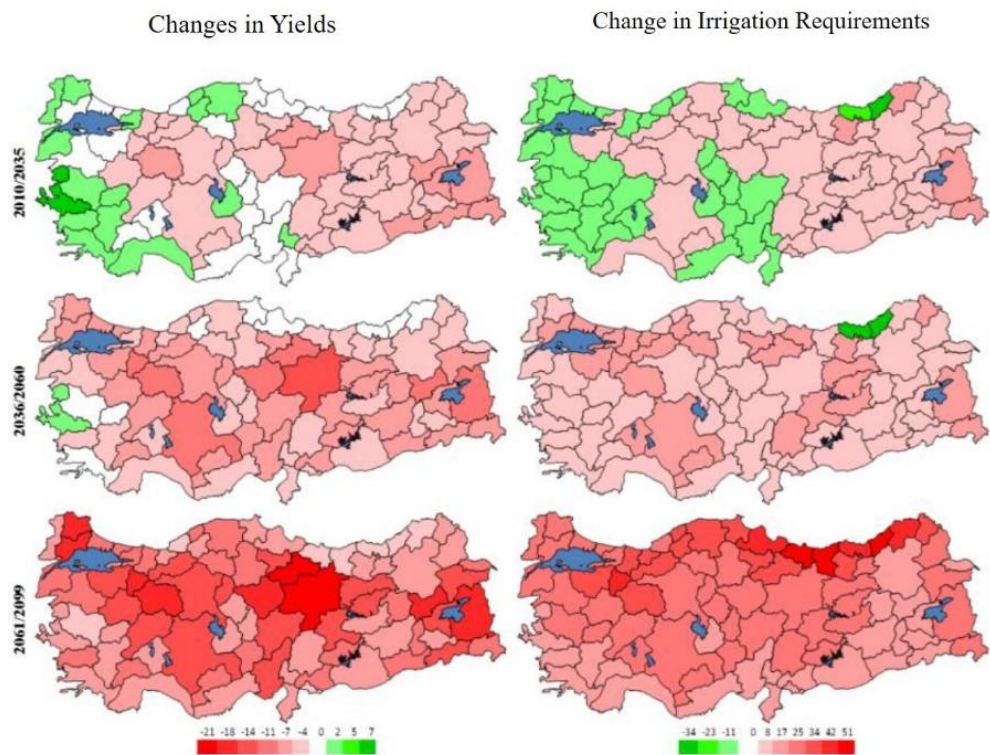 Changes in Yields
Change in Irrigation Requirements
2010/2035
2036/2060
2061/2099
-21 -18 -14 -11 -7 -4 0 2 5 7
-34 -23 -11 0 8 17 25 34 42 51